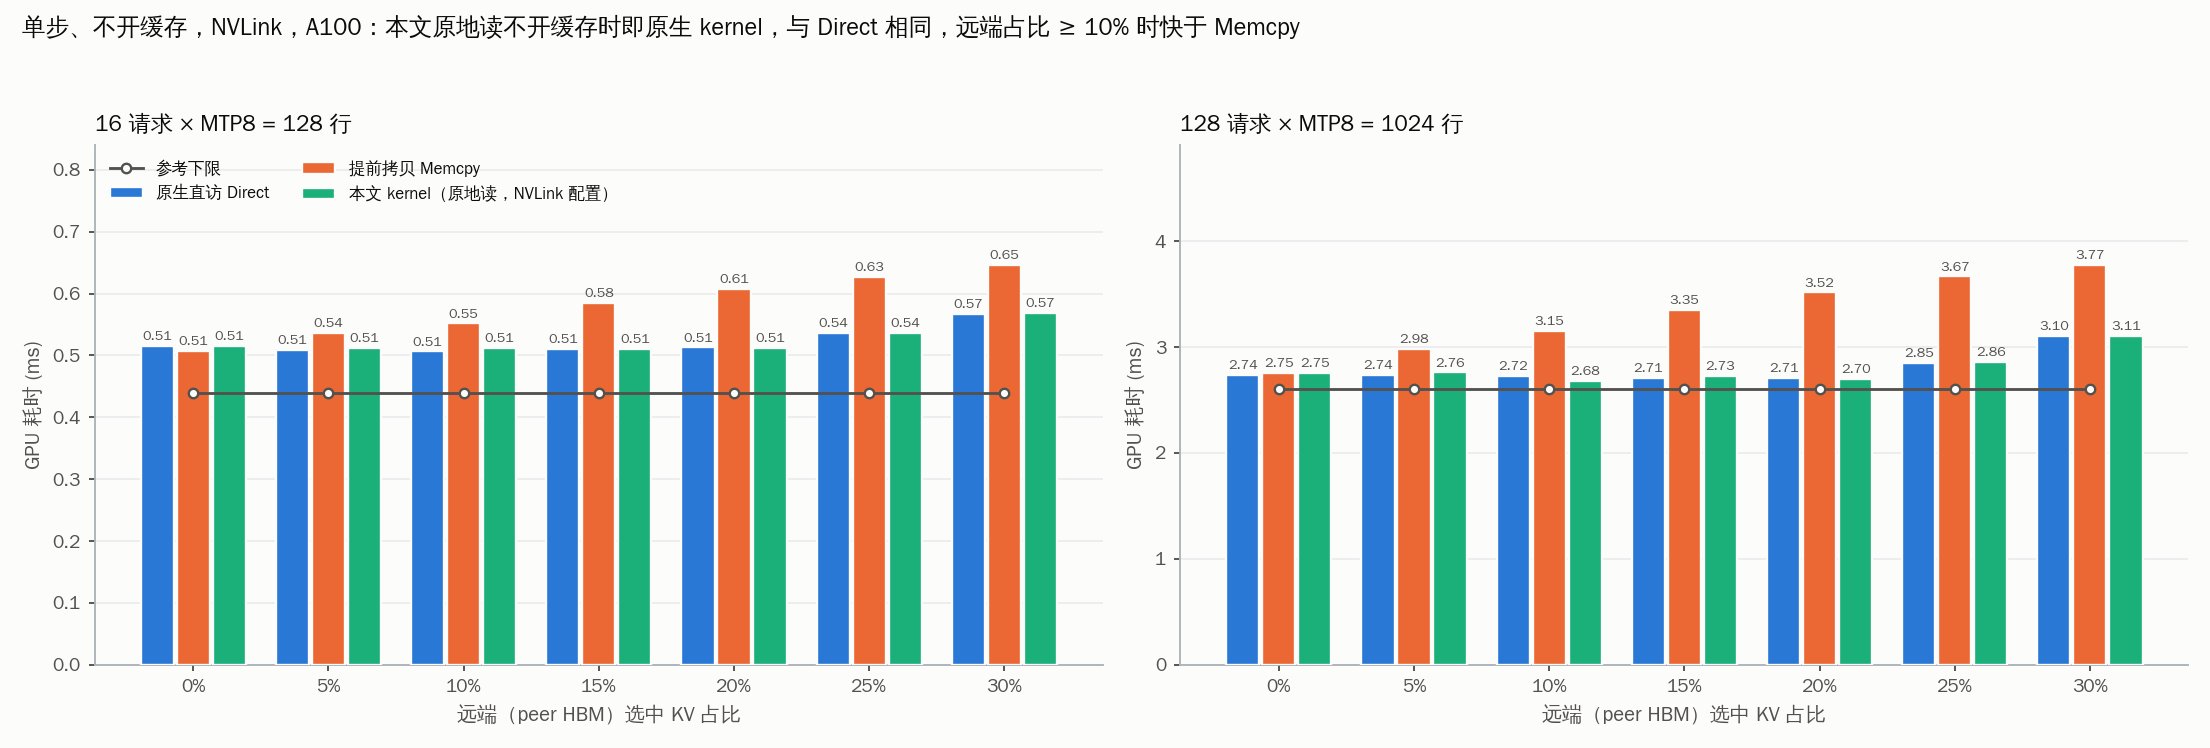 单步、不开缓存，NVLink，A100：本文原地读不开缓存时即原生 kernel，与 Direct 相同，远端占比 ≥ 10% 时快于 Memcpy
16 请求 × MTP8 = 128 行
参考下限
原生直访 Direct
提前拷贝 Memcpy
本文 kernel（原地读，NVLink 配置）
GPU 耗时 (ms)
0.8
0.7
0.6
0.5
0.4
0.3
0.2
0.1
0.0
0.51 0.51 0.51
0.51 0.54 0.51
0.51 0.55 0.51
0.51 0.58 0.51
0.51 0.61 0.51
0.54 0.63 0.54
0.57 0.65 0.57
0% 5% 10% 15% 20% 25% 30%
远端（peer HBM）选中 KV 占比
128 请求 × MTP8 = 1024 行
GPU 耗时 (ms)
4
3
2
1
0
2.74 2.75 2.75
2.74 2.98 2.76
2.72 3.15 2.68
2.71 3.35 2.73
2.71 3.52 2.70
2.85 3.67 2.86
3.10 3.77 3.11
0% 5% 10% 15% 20% 25% 30%
远端（peer HBM）选中 KV 占比